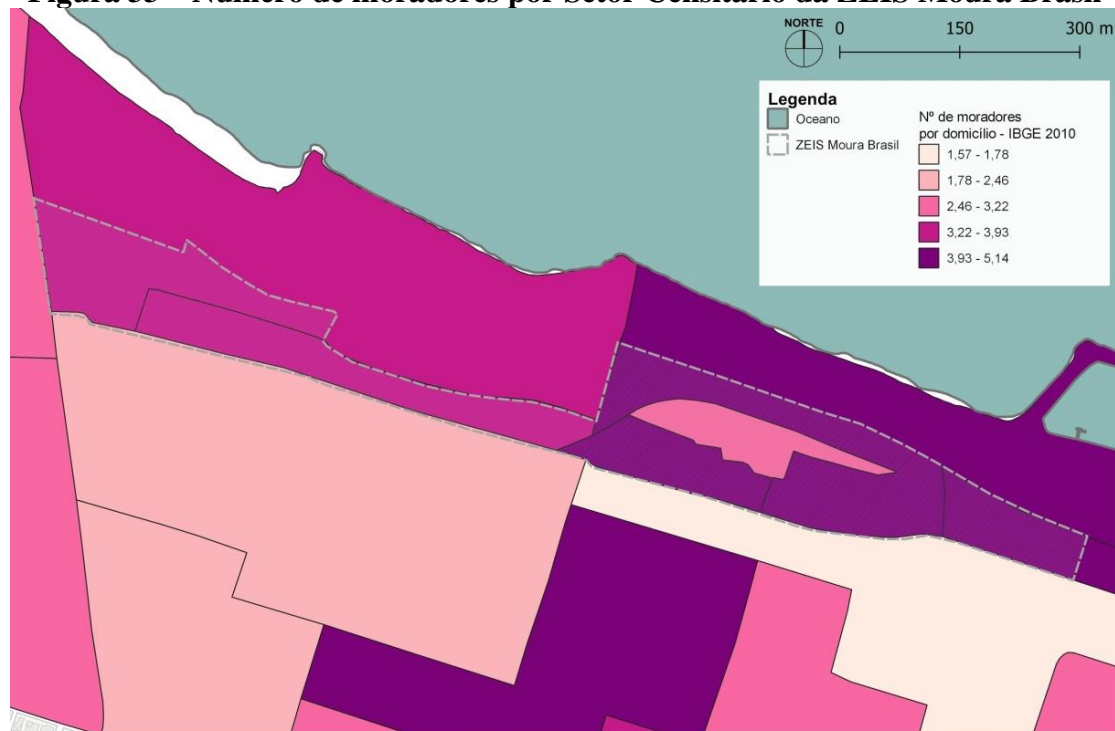 Figura 33 – Número de moradores por Setor Censitário da ZEIS Moura Brasil
NORTE
0 150 300 m
Legenda
Oceano
ZEIS Moura Brasil
Nº de moradores
por domicílio - IBGE 2010
1,57 - 1,78
1,78 - 2,46
2,46 - 3,22
3,22 - 3,93
3,93 - 5,14